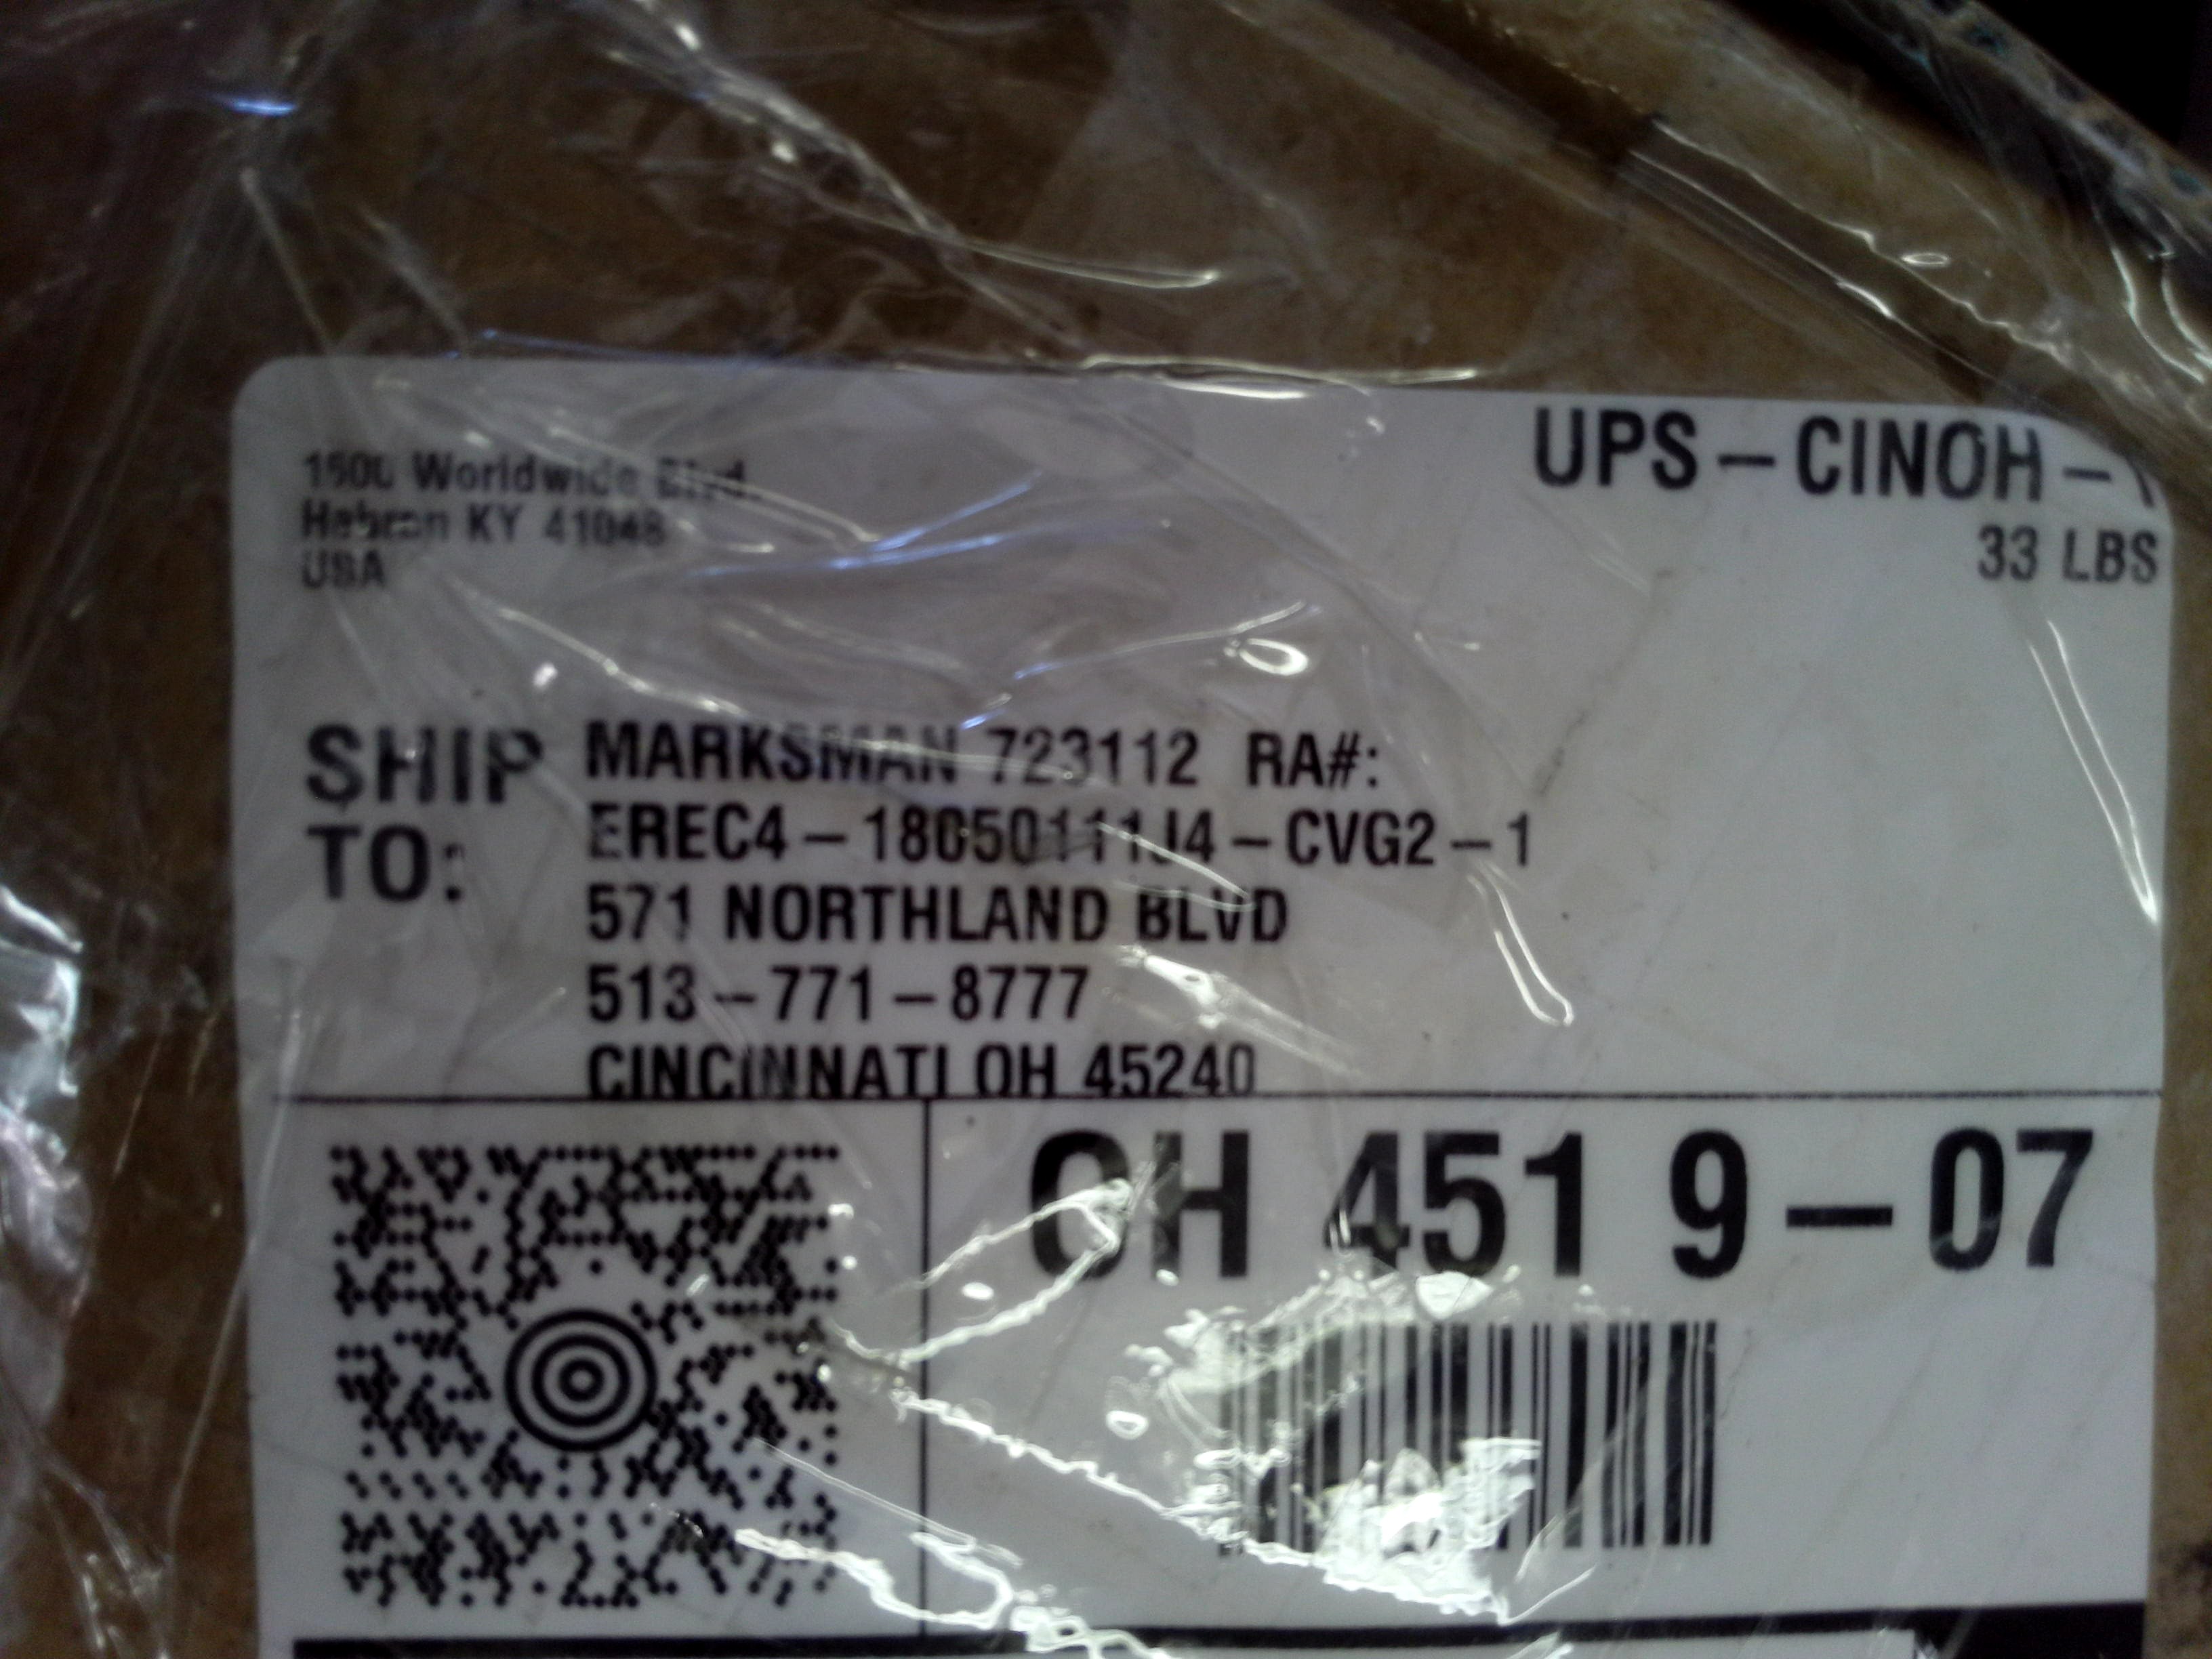 1500 Worldwide Blvd.
Hebron KY 41048
USA
UPS-CINOH-1
33 LBS
SHIP TO:
MARKSMAN 723112 RA#:
EREC4-18050111J4-CVG2-1
571 NORTHLAND BLVD
513-771-8777
CINCINNATI OH 45240
OH 451 9-07